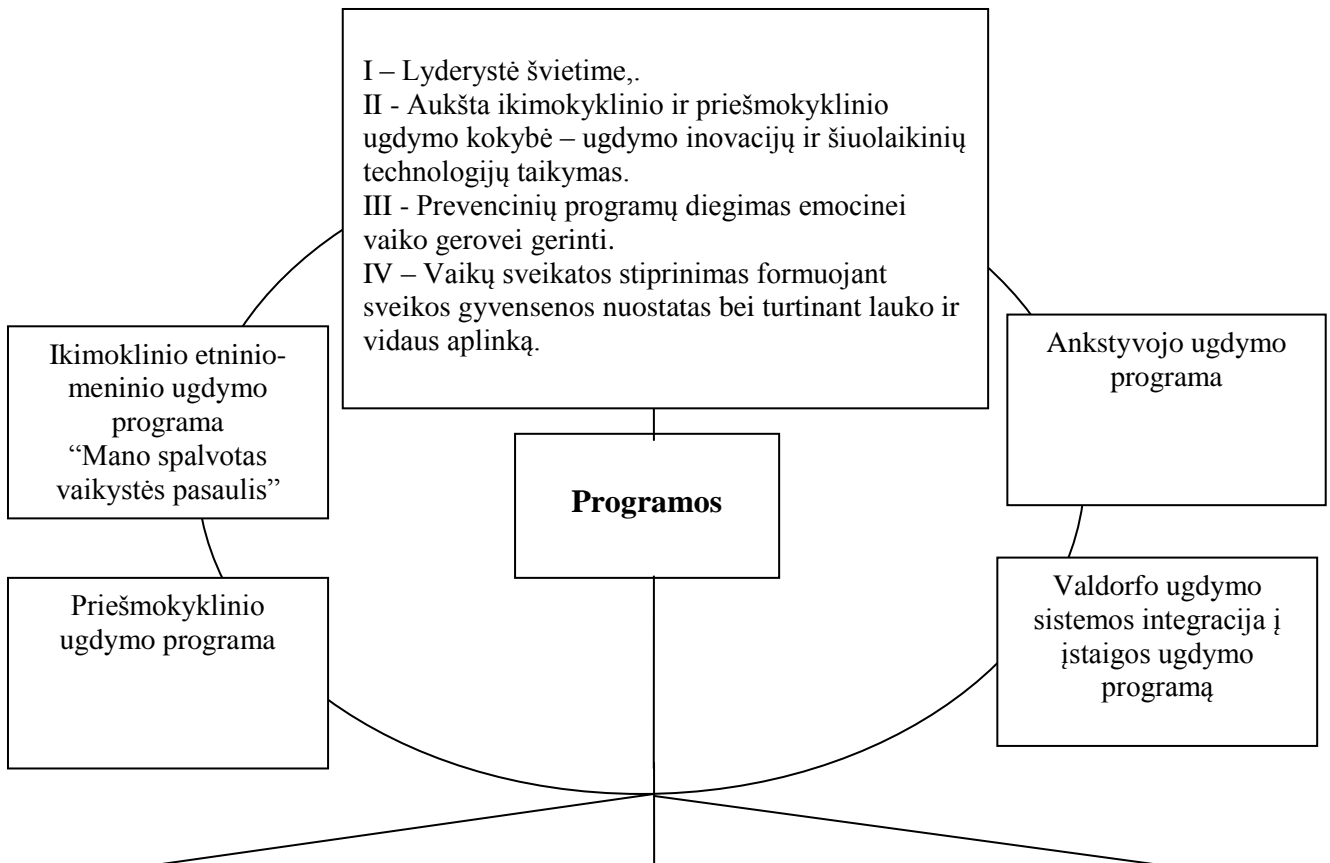 I – Lyderystė švietime,.
II - Aukšta ikimokyklinio ir priešmokyklinio
ugdymo kokybė – ugdymo inovacijų ir šiuolaikinių
technologijų taikymas.
III - Prevencinių programų diegimas emocinei
vaiko gerovei gerinti.
IV – Vaikų sveikatos stiprinimas formuojant
sveikos gyvensenos nuostatas bei turtinant lauko ir
vidaus aplinką.
Ikimoklinio etninio-
meninio ugdymo
programa
“Mano spalvotas
vaikystės pasaulis”
Ankstyvojo ugdymo
programa
Programos
Priešmokyklinio
ugdymo programa
Valdorfo ugdymo
sistemos integracija į
įstaigos ugdymo
programą